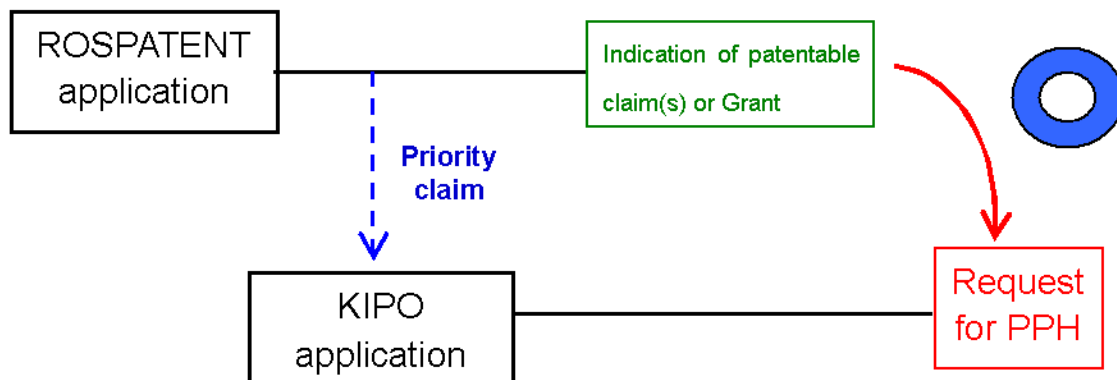 ROSPATENT
application
Indication of patentable
claim(s) or Grant
Priority
claim
KIPO
application
Request
for PPH